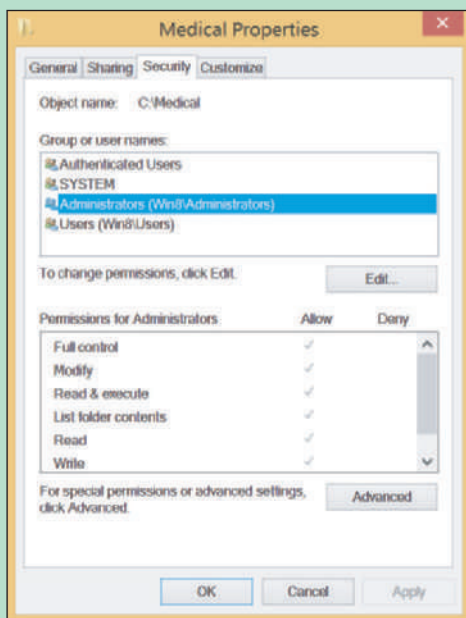 Medical Properties
General Sharing Security Customize
Object name: C:\Medical
Group or user names:
Authenticated Users
SYSTEM
Administrators (Win8\Administrators)
Users (Win8\Users)
To change permissions, click Edit.
Edit...
Permissions for Administrators Allow Deny
Full control
Modify
Read & execute
List folder contents
Read
Write
For special permissions or advanced settings,
click Advanced.
Advanced
OK Cancel Apply